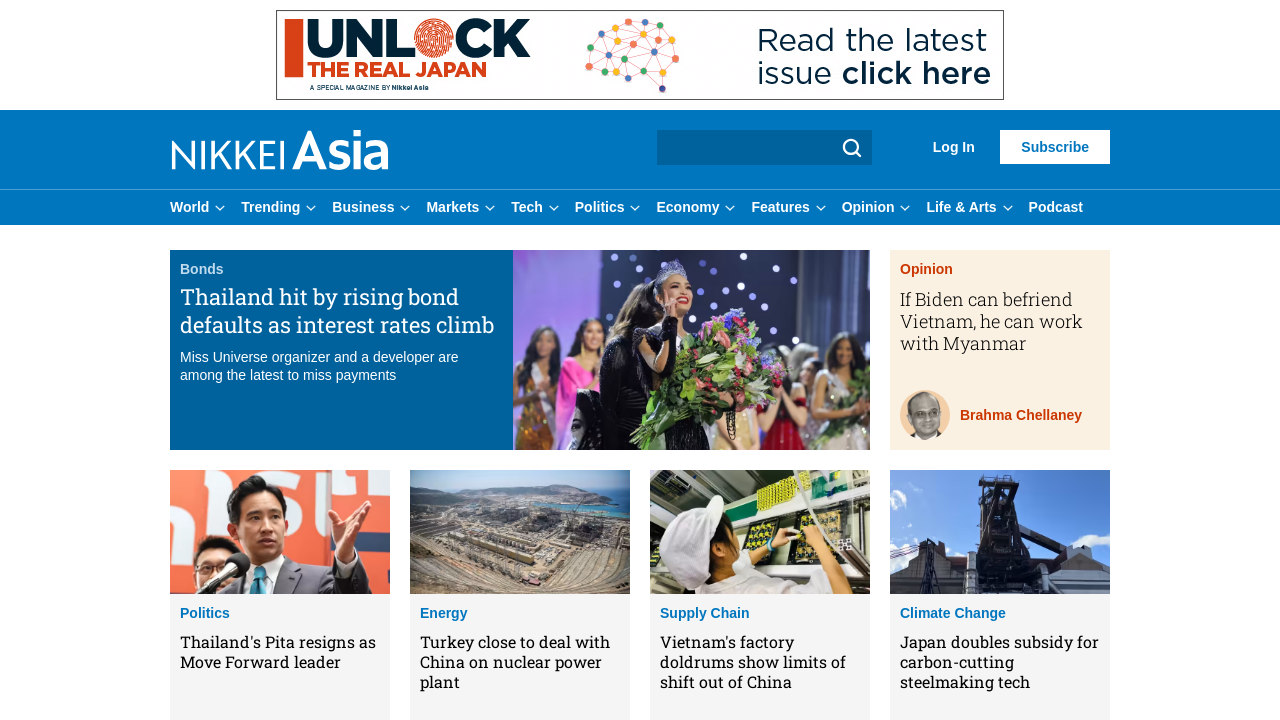 UNLOCK
THE REAL JAPAN
A SPECIAL MAGAZINE BY Nikkei Asia
Read the latest
issue click here
NIKKEI Asia
Log In
Subscribe
World Trending Business Markets Tech Politics Economy Features Opinion Life & Arts Podcast
Bonds
Thailand hit by rising bond
defaults as interest rates climb
Miss Universe organizer and a developer are
among the latest to miss payments
Opinion
If Biden can befriend
Vietnam, he can work
with Myanmar
Brahma Chellaney
Politics
Thailand's Pita resigns as
Move Forward leader
Energy
Turkey close to deal with
China on nuclear power
plant
Supply Chain
Vietnam's factory
doldrums show limits of
shift out of China
Climate Change
Japan doubles subsidy for
carbon-cutting
steelmaking tech